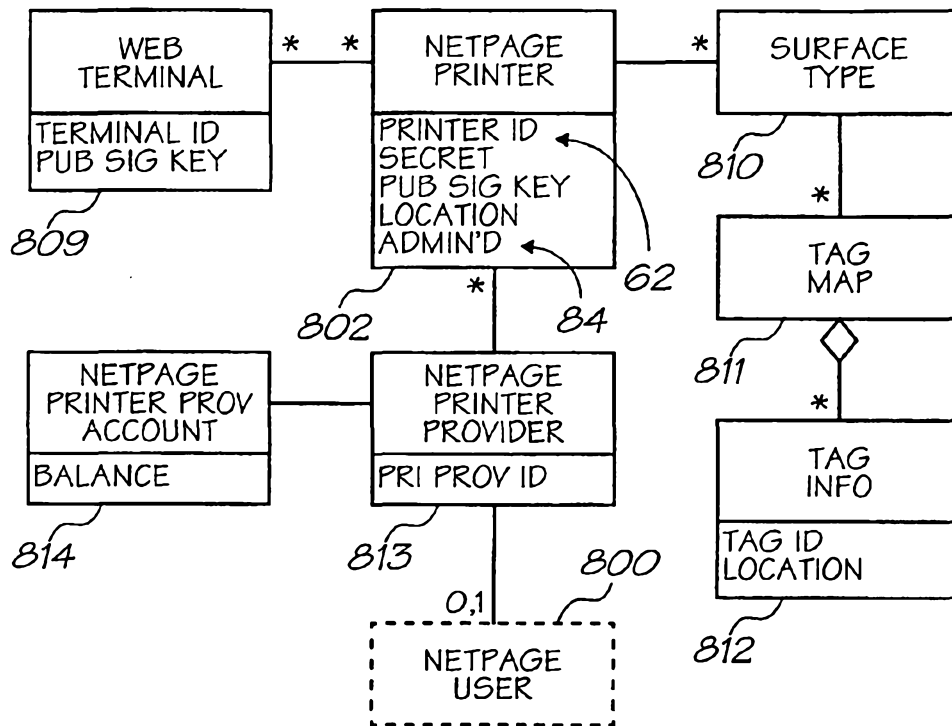 WEB
TERMINAL
TERMINAL ID
PUB SIG KEY
809
* *
NETPAGE
PRINTER
PRINTER ID
SECRET
PUB SIG KEY
LOCATION
ADMIN'D
802
62
84
*
*
SURFACE
TYPE
810
*
TAG
MAP
811
*
TAG
INFO
TAG ID
LOCATION
812
NETPAGE
PRINTER PROV
ACCOUNT
BALANCE
814
NETPAGE
PRINTER
PROVIDER
PRI PROV ID
813
0,1
800
NETPAGE
USER